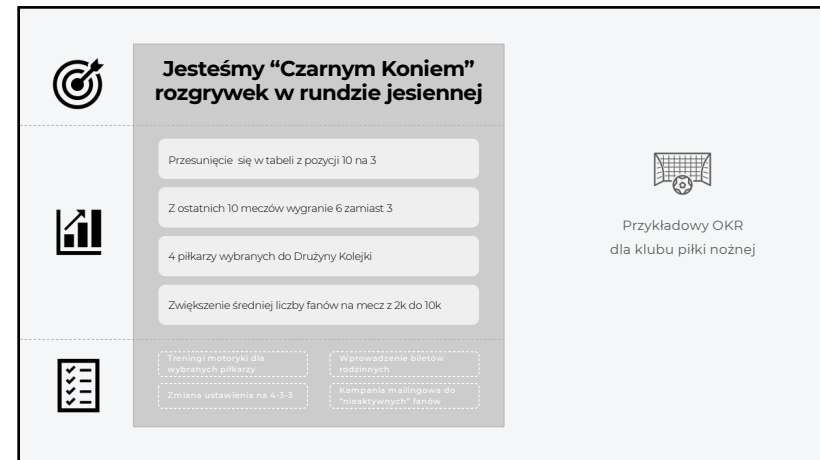 Jesteśmy “Czarnym Koniem”
rozgrywek w rundzie jesiennej
Przesunięcie się w tabeli z pozycji 10 na 3
Z ostatnich 10 meczów wygranie 6 zamiast 3
4 piłkarzy wybranych do Drużyny Kolejki
Zwiększenie średniej liczby fanów na mecz z 2k do 10k
Treningi motoryki dla
wybranych piłkarzy
Wprowadzenie biletów
rodzinnych
Zmiana ustawienia na 4-3-3
Kampania mailingowa do
"nieaktywnych" fanów
Przykładowy OKR
dla klubu piłki nożnej